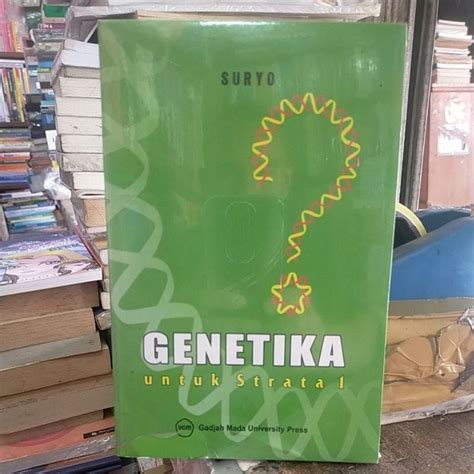 SURYO
GENETIKA
untuk Strata 1
UGM Gadjah Mada University Press